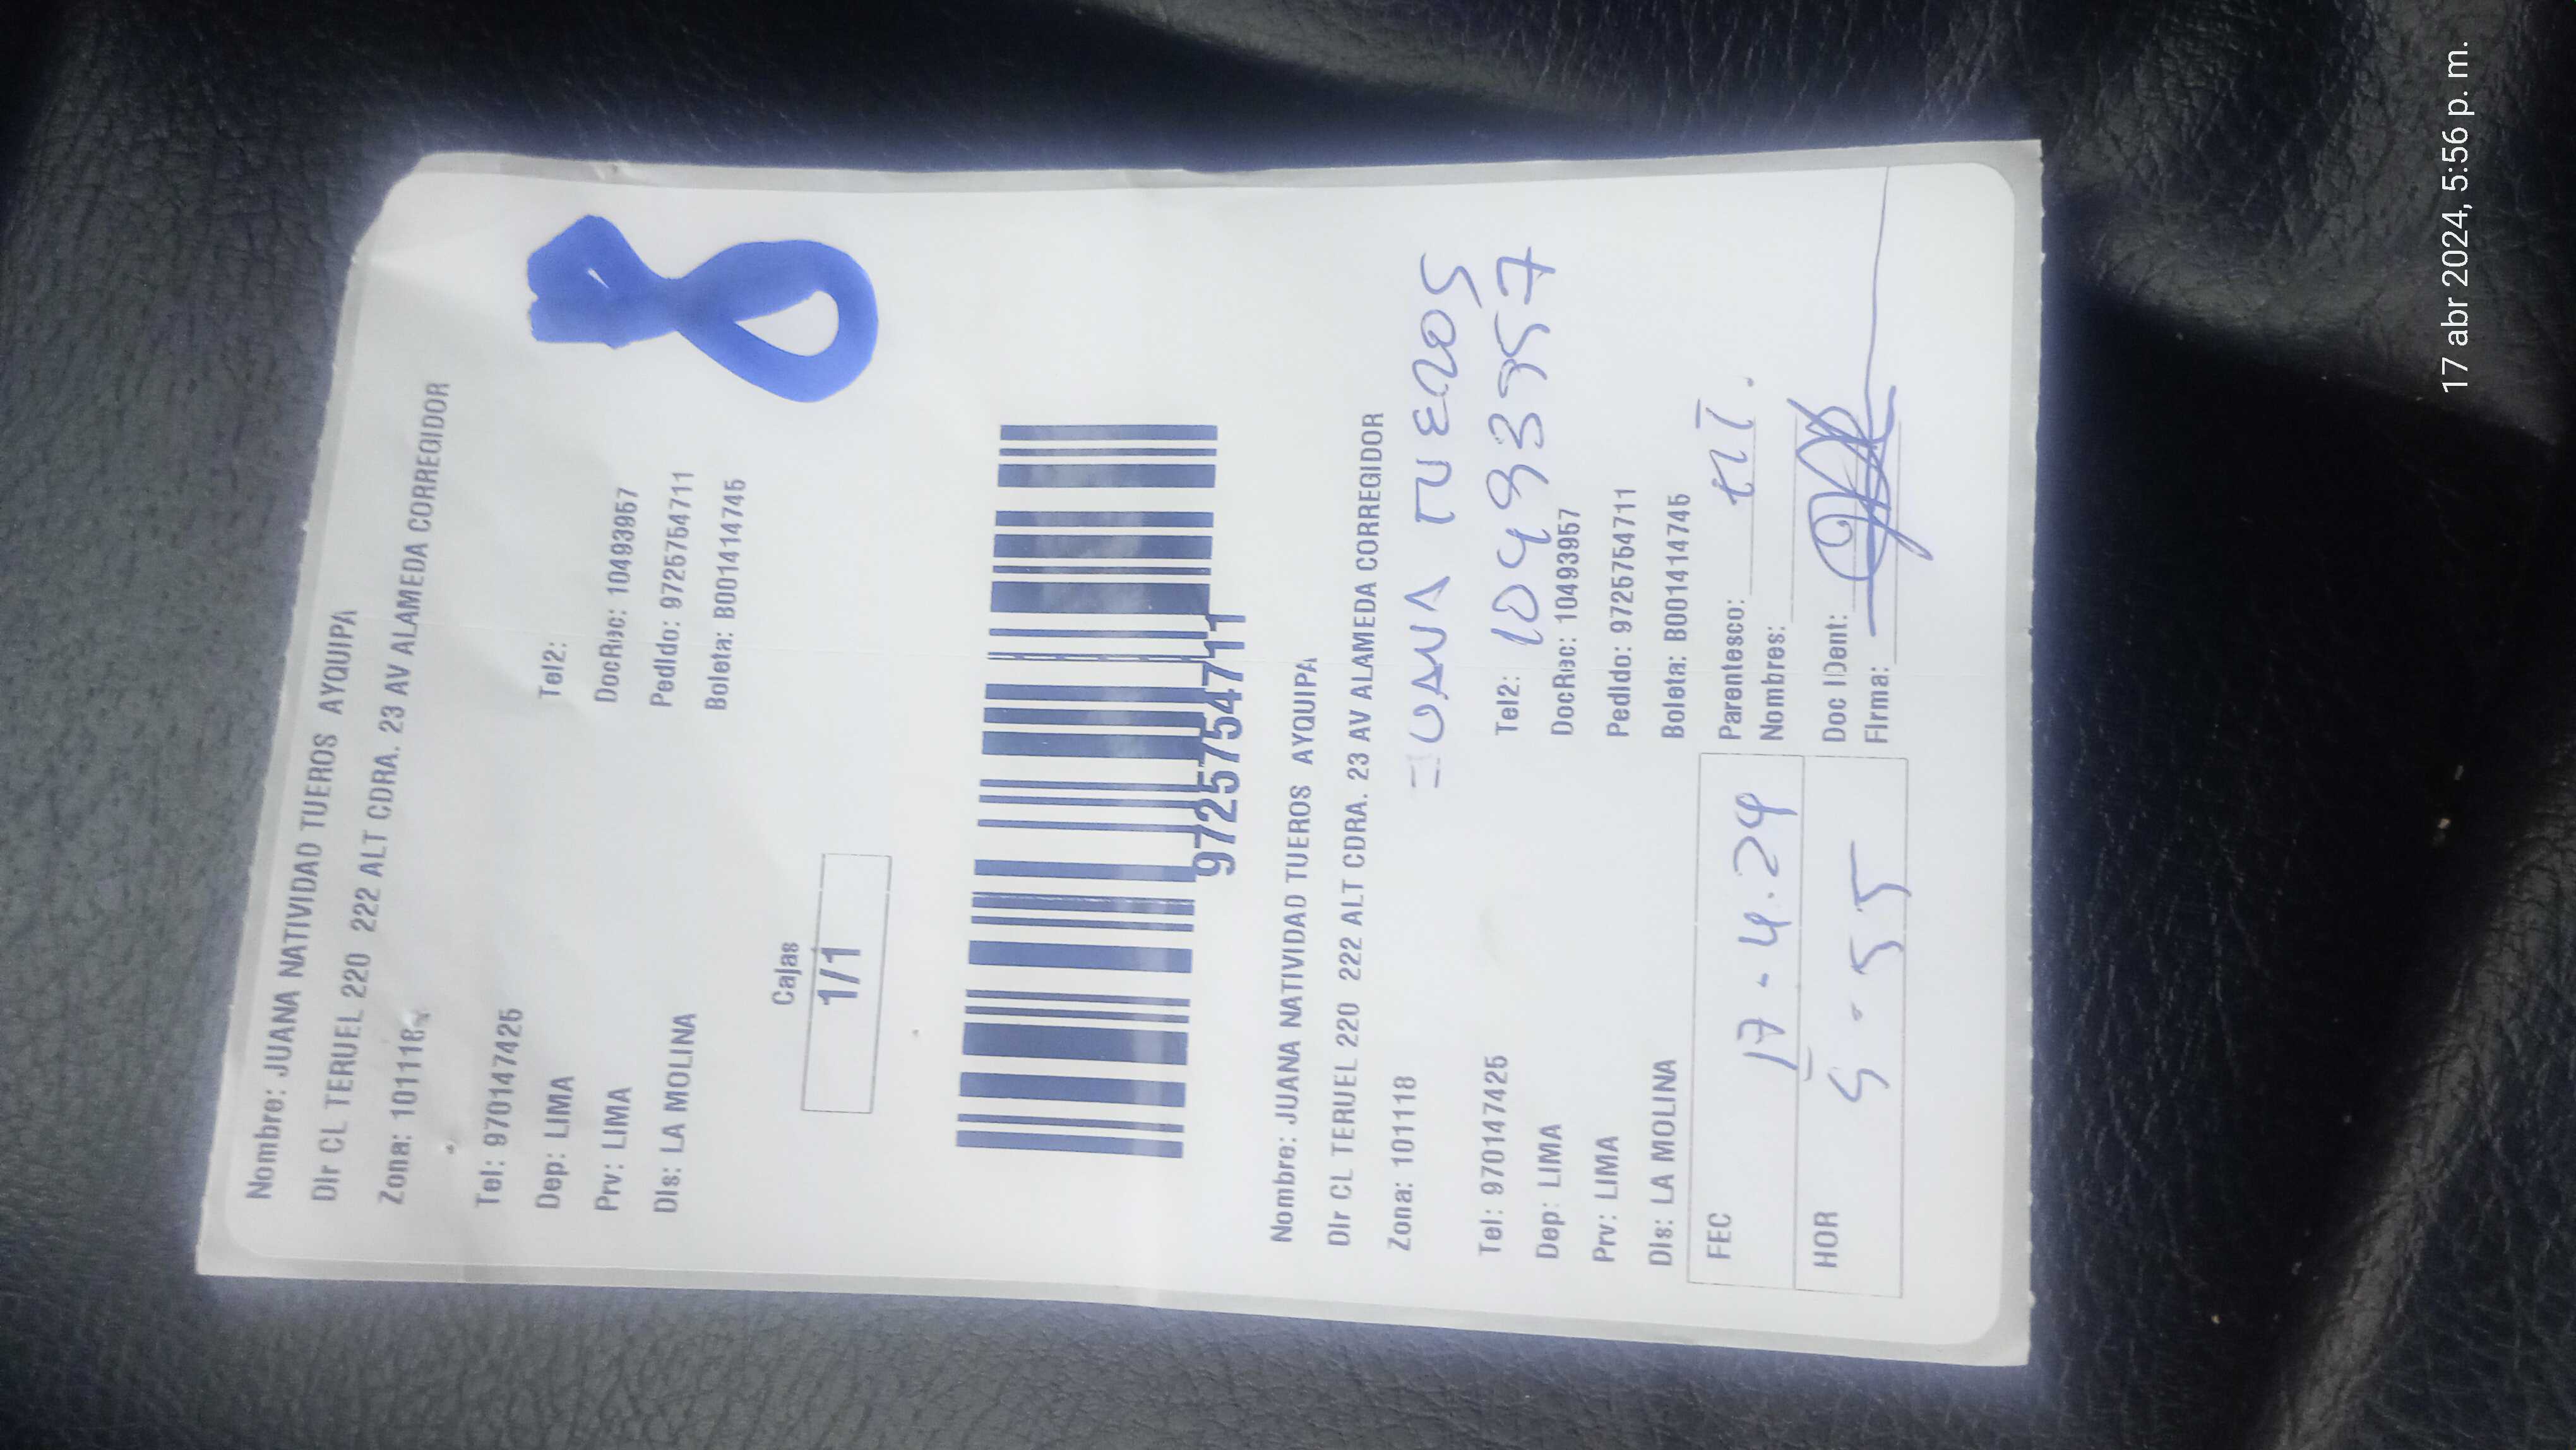 Nombre: JUANA NATIVIDAD TUEROS AYQUIPA
Dir CL TERUEL 220 222 ALT CDRA. 23 AV ALAMEDA CORREGIDOR
Zona: 101118
Tel: 970147425 Tel2:
Dep: LIMA DocRec: 10493957
Prv: LIMA Pedido: 9725754711
Dis: LA MOLINA Boleta: B001414745
8
Cajas
1/1
9725754711
Nombre: JUANA NATIVIDAD TUEROS AYQUIPA
Dir CL TERUEL 220 222 ALT CDRA. 23 AV ALAMEDA CORREGIDOR
Zona: 101118
JUANA TUEROS
Tel: 970147425 Tel2: 10493957
Dep: LIMA DocRec: 10493957
Prv: LIMA Pedido: 9725754711
Dis: LA MOLINA Boleta: B001414745
FEC 17-4.24 Parentesco: TIT.
Nombres:
HOR 5-55 Doc IDent:
Firma:
17 abr 2024, 5:56 p. m.